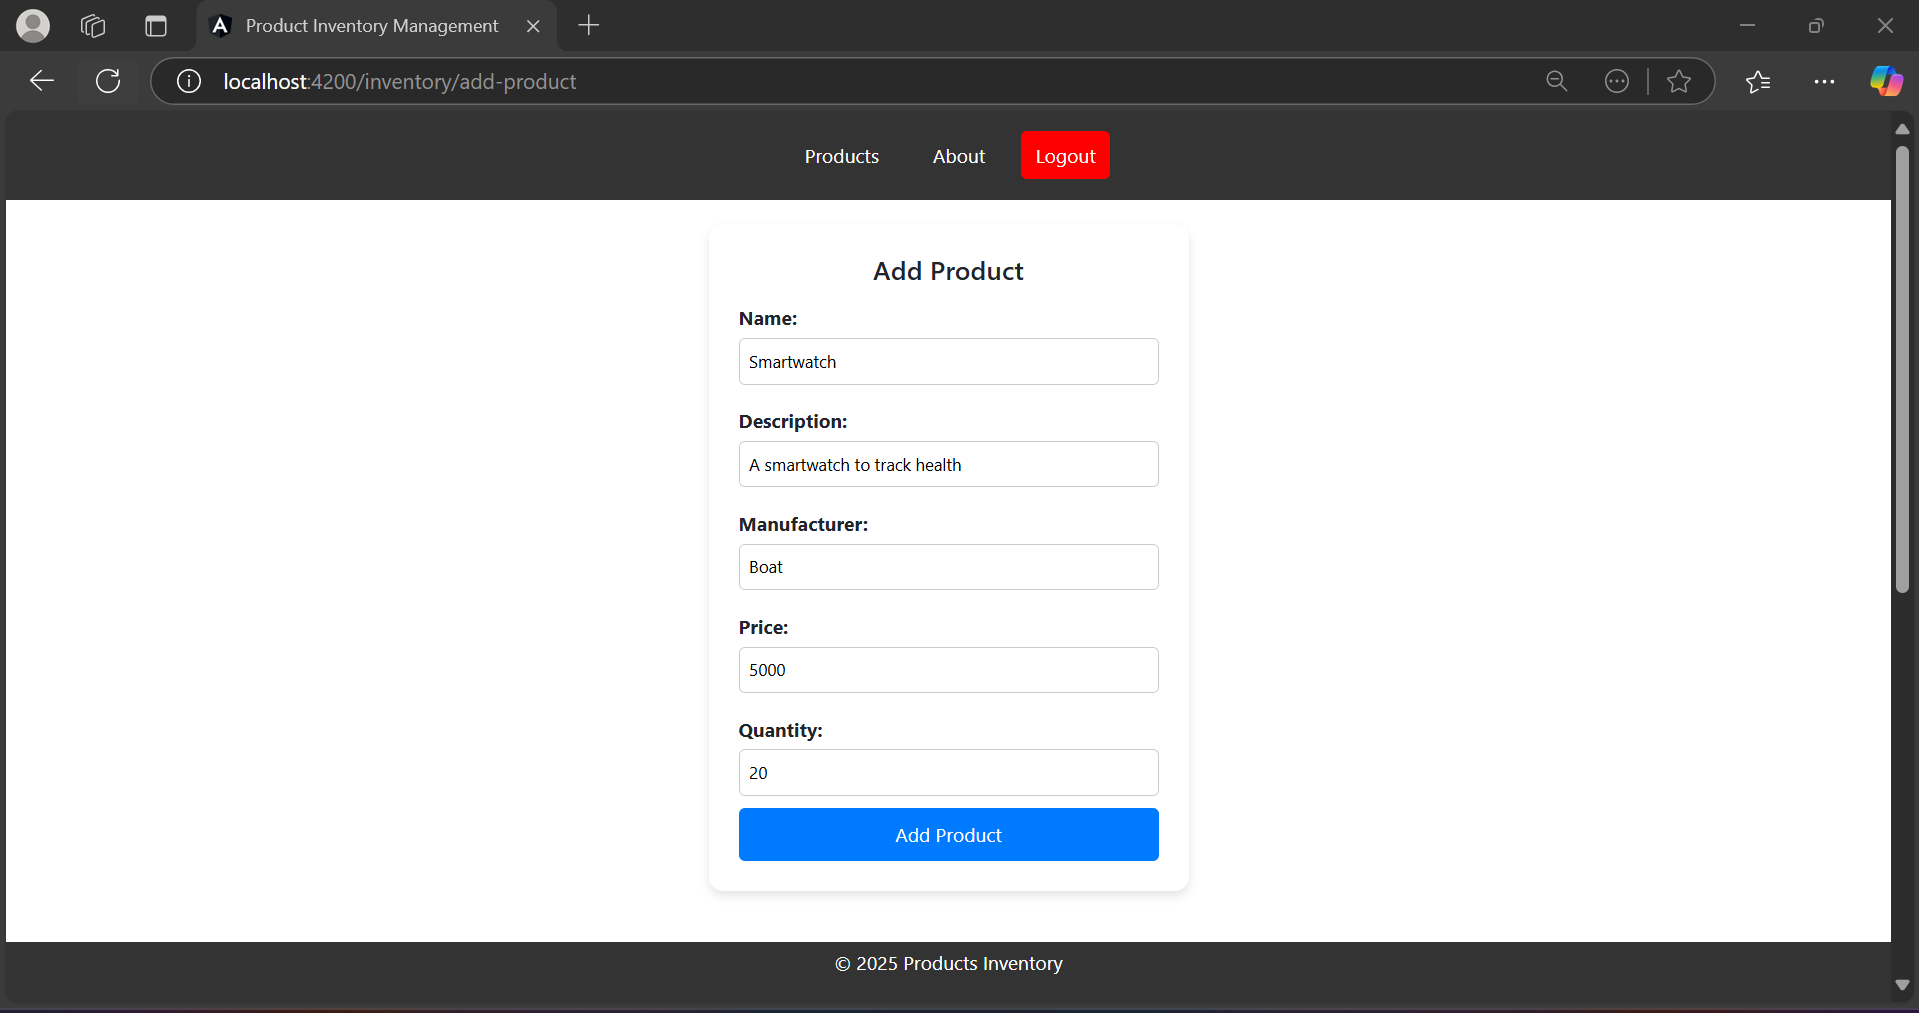 Product Inventory Management
localhost:4200/inventory/add-product
Products About Logout
Add Product
Name:
Smartwatch
Description:
A smartwatch to track health
Manufacturer:
Boat
Price:
5000
Quantity:
20
Add Product
© 2025 Products Inventory